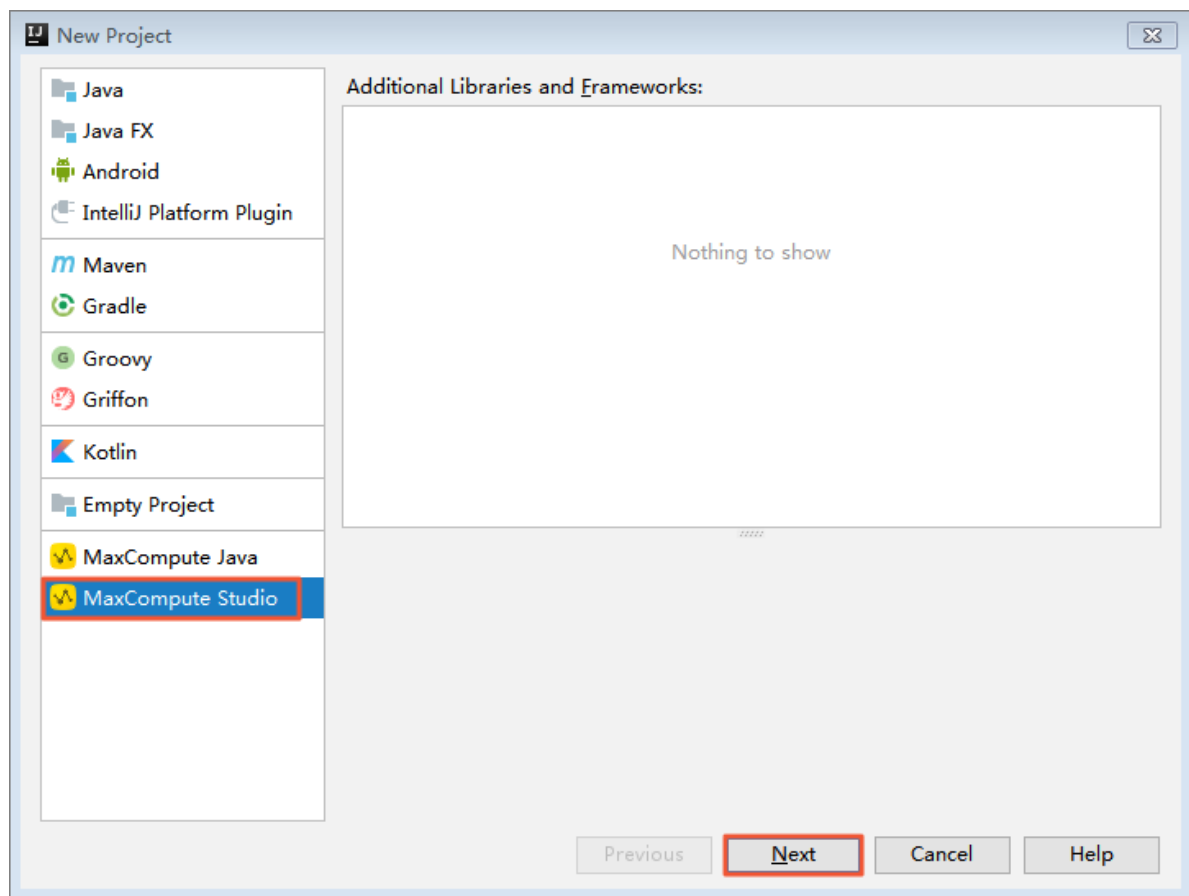 New Project
Java
Java FX
Android
IntelliJ Platform Plugin
Maven
Gradle
Groovy
Griffon
Kotlin
Empty Project
MaxCompute Java
MaxCompute Studio
Additional Libraries and Frameworks:
Nothing to show
Previous
Next
Cancel
Help